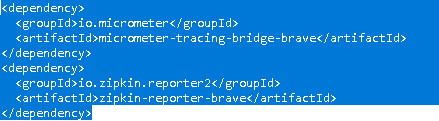 <dependency>
  <groupId>io.micrometer</groupId>
  <artifactId>micrometer-tracing-bridge-brave</artifactId>
</dependency>
<dependency>
  <groupId>io.zipkin.reporter2</groupId>
  <artifactId>zipkin-reporter-brave</artifactId>
</dependency>